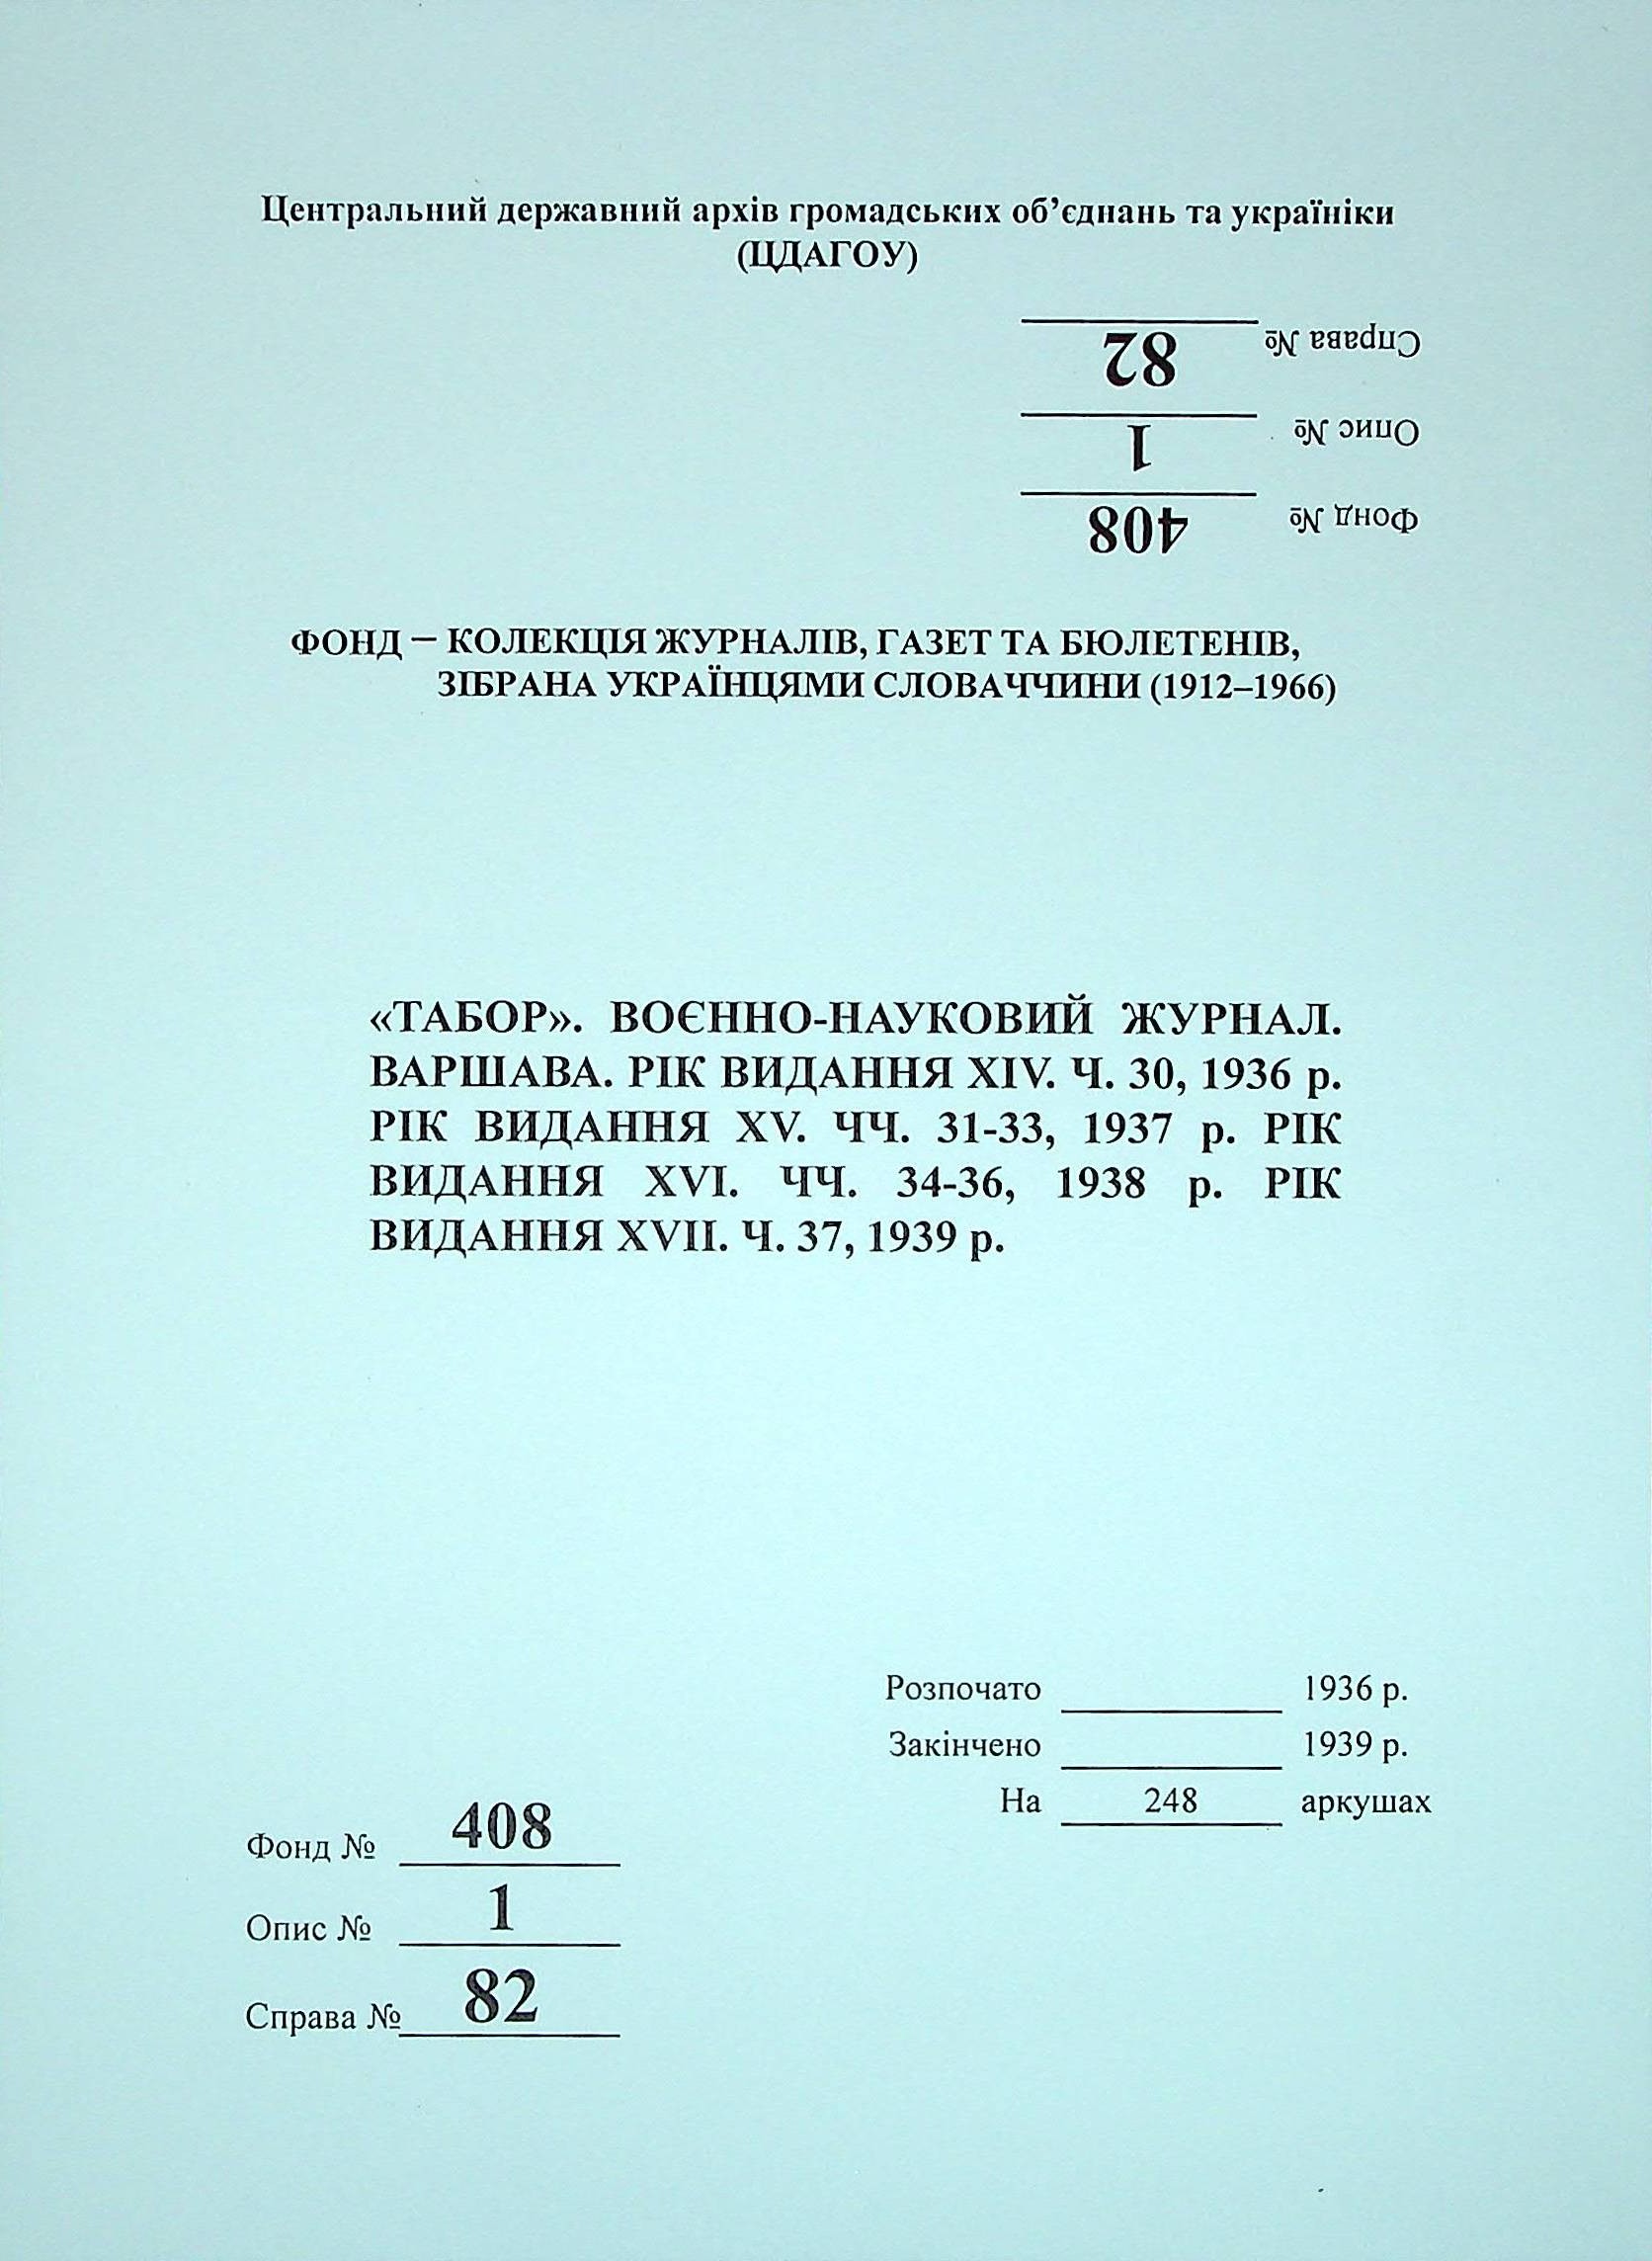 Центральний державний архів громадських об’єднань та україніки
(ЦДАГОУ)
Справа № 82
Опис № 1
Фонд № 408
ФОНД — КОЛЕКЦІЯ ЖУРНАЛІВ, ГАЗЕТ ТА БЮЛЕТЕНІВ,
ЗІБРАНА УКРАЇНЦЯМИ СЛОВАЧЧИНИ (1912–1966)
«ТАБОР». ВОЄННО-НАУКОВИЙ ЖУРНАЛ.
ВАРШАВА. РІК ВИДАННЯ XIV. Ч. 30, 1936 р.
РІК ВИДАННЯ XV. ЧЧ. 31-33, 1937 р. РІК
ВИДАННЯ XVI. ЧЧ. 34-36, 1938 р. РІК
ВИДАННЯ XVII. Ч. 37, 1939 р.
Розпочато 1936 р.
Закінчено 1939 р.
На 248 аркушах
Фонд № 408
Опис № 1
Справа № 82